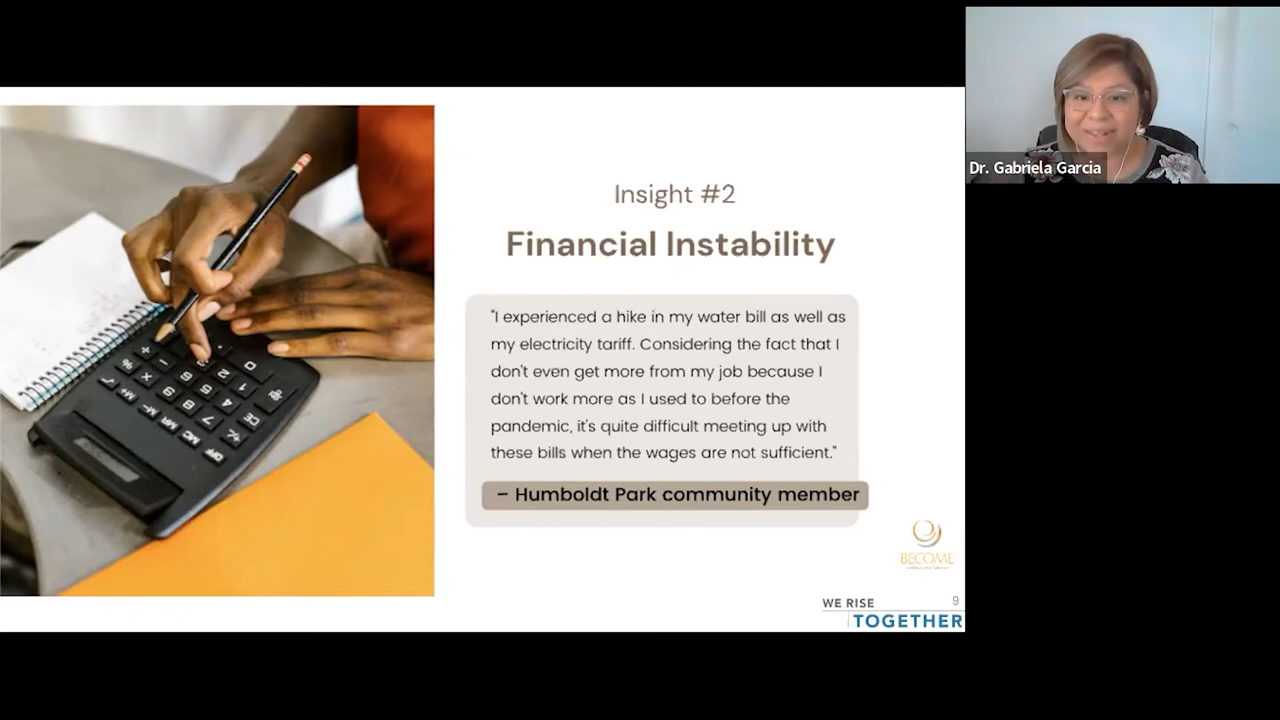 Dr. Gabriela Garcia
Insight #2
Financial Instability
"I experienced a hike in my water bill as well as
my electricity tariff. Considering the fact that I
don't even get more from my job because I
don't work more as I used to before the
pandemic, it's quite difficult meeting up with
these bills when the wages are not sufficient."
– Humboldt Park community member
BECOME
WE RISE
9
TOGETHER